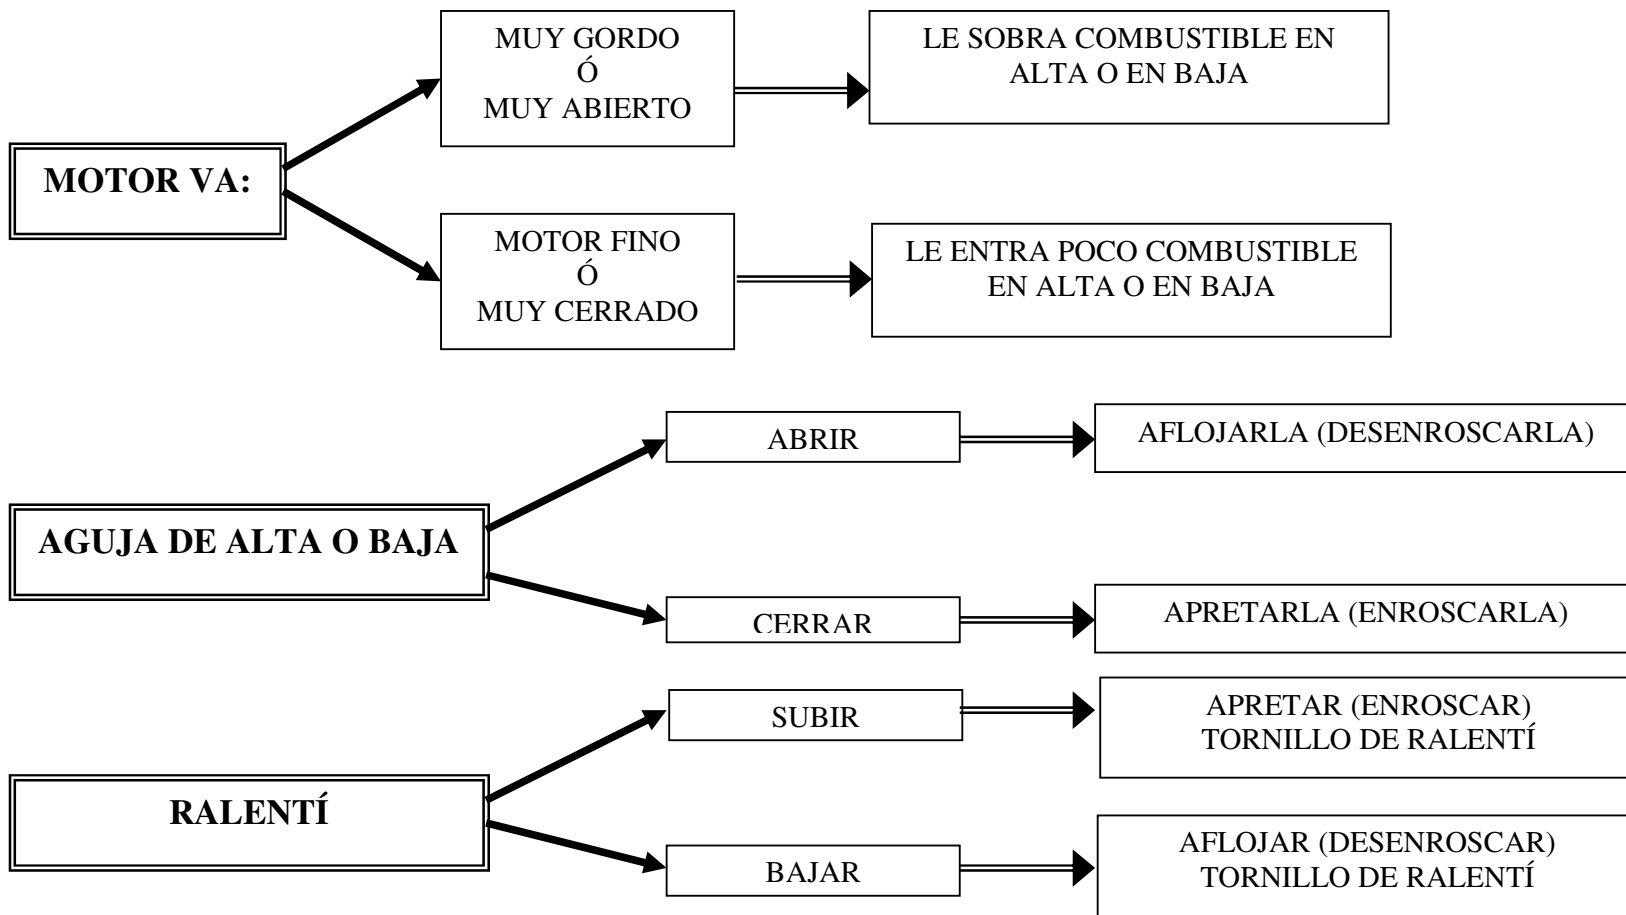 MUY GORDO
Ó
MUY ABIERTO
LE SOBRA COMBUSTIBLE EN
ALTA O EN BAJA
MOTOR VA:
MOTOR FINO
Ó
MUY CERRADO
LE ENTRA POCO COMBUSTIBLE
EN ALTA O EN BAJA
ABRIR
AFLOJARLA (DESENROSCARLA)
AGUJA DE ALTA O BAJA
CERRAR
APRETARLA (ENROSCARLA)
SUBIR
APRETAR (ENROSCAR)
TORNILLO DE RALENTÍ
RALENTÍ
BAJAR
AFLOJAR (DESENROSCAR)
TORNILLO DE RALENTÍ